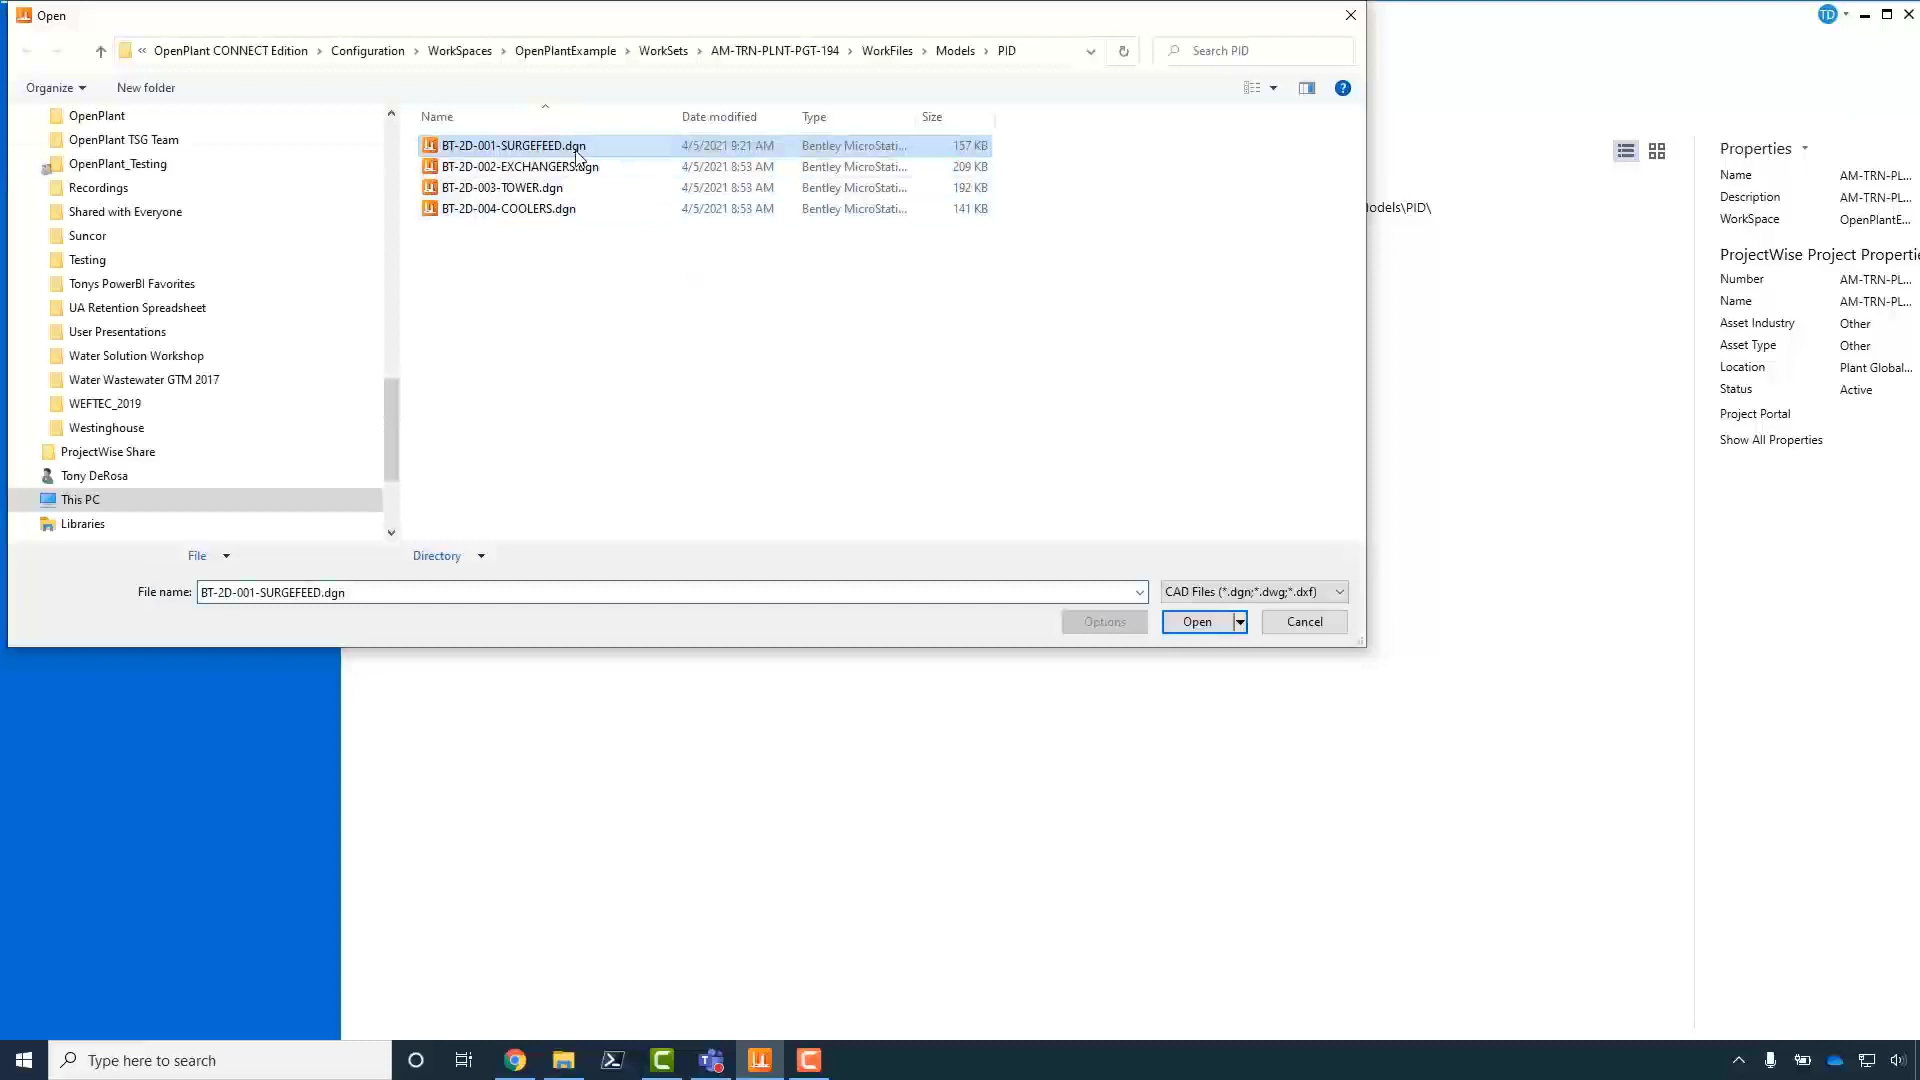 Open
TD
« OpenPlant CONNECT Edition > Configuration > WorkSpaces > OpenPlantExample > WorkSets > AM-TRN-PLNT-PGT-194 > WorkFiles > Models > PID
Search PID
Organize
New folder
Name Date modified Type Size
BT-2D-001-SURGEFEED.dgn 4/5/2021 9:21 AM Bentley MicroStati... 157 KB
BT-2D-002-EXCHANGERS.dgn 4/5/2021 8:53 AM Bentley MicroStati... 209 KB
BT-2D-003-TOWER.dgn 4/5/2021 8:53 AM Bentley MicroStati... 192 KB
BT-2D-004-COOLERS.dgn 4/5/2021 8:53 AM Bentley MicroStati... 141 KB
OpenPlant
OpenPlant TSG Team
OpenPlant_Testing
Recordings
Shared with Everyone
Suncor
Testing
Tonys PowerBI Favorites
UA Retention Spreadsheet
User Presentations
Water Solution Workshop
Water Wastewater GTM 2017
WEFTEC_2019
Westinghouse
ProjectWise Share
Tony DeRosa
This PC
Libraries
File
Directory
File name: BT-2D-001-SURGEFEED.dgn
CAD Files (*.dgn;*.dwg;*.dxf)
Options
Open
Cancel
odels\PID\
Properties
Name AM-TRN-PL...
Description AM-TRN-PL...
WorkSpace OpenPlantE...
ProjectWise Project Properti
Number AM-TRN-PL...
Name AM-TRN-PL...
Asset Industry Other
Asset Type Other
Location Plant Global...
Status Active
Project Portal
Show All Properties
Type here to search